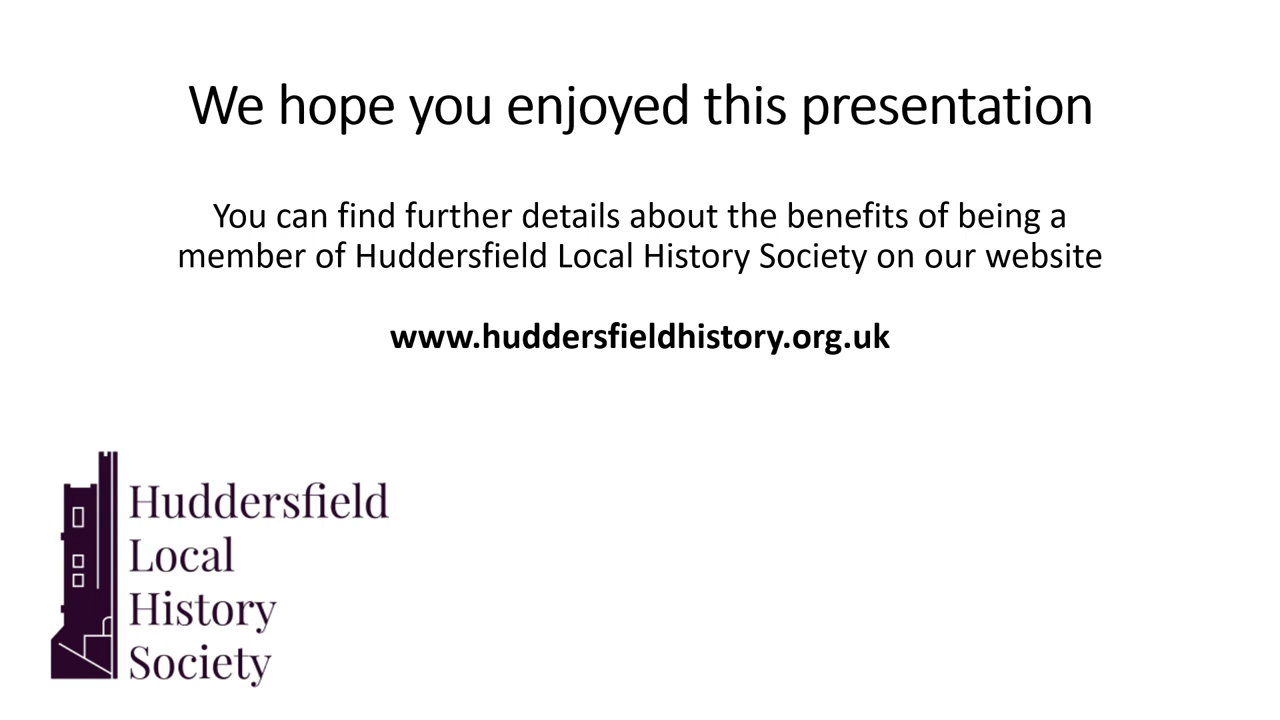 We hope you enjoyed this presentation
You can find further details about the benefits of being a
member of Huddersfield Local History Society on our website
www.huddersfieldhistory.org.uk
Huddersfield
Local
History
Society